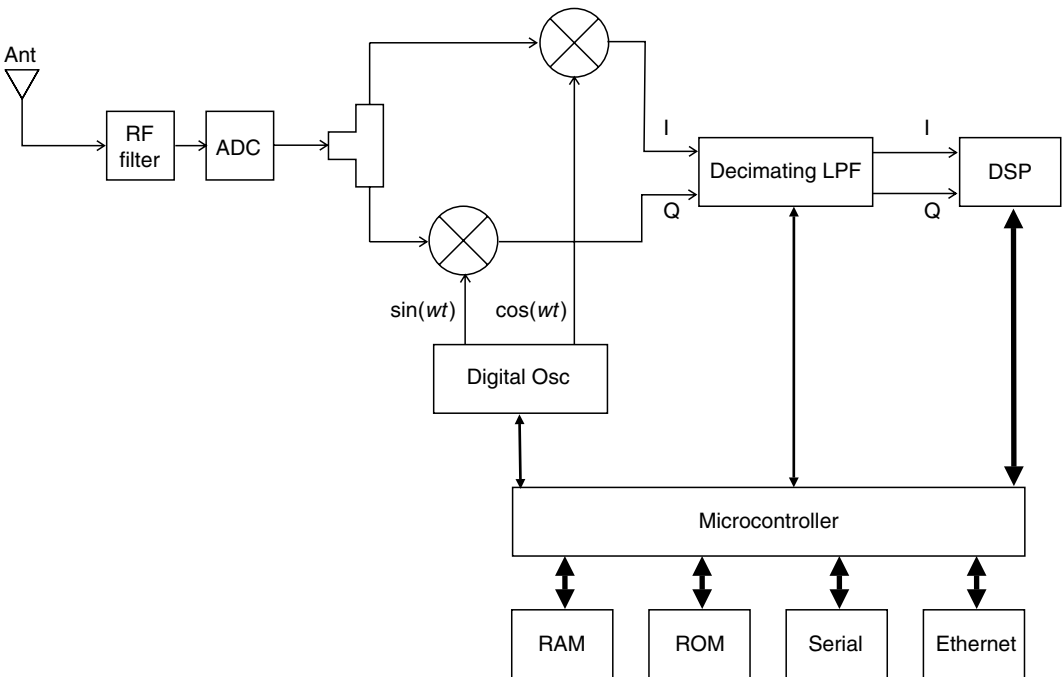 Ant
RF
filter
ADC
I
Q
Decimating LPF
I
Q
DSP
sin(wt)
cos(wt)
Digital Osc
Microcontroller
RAM
ROM
Serial
Ethernet